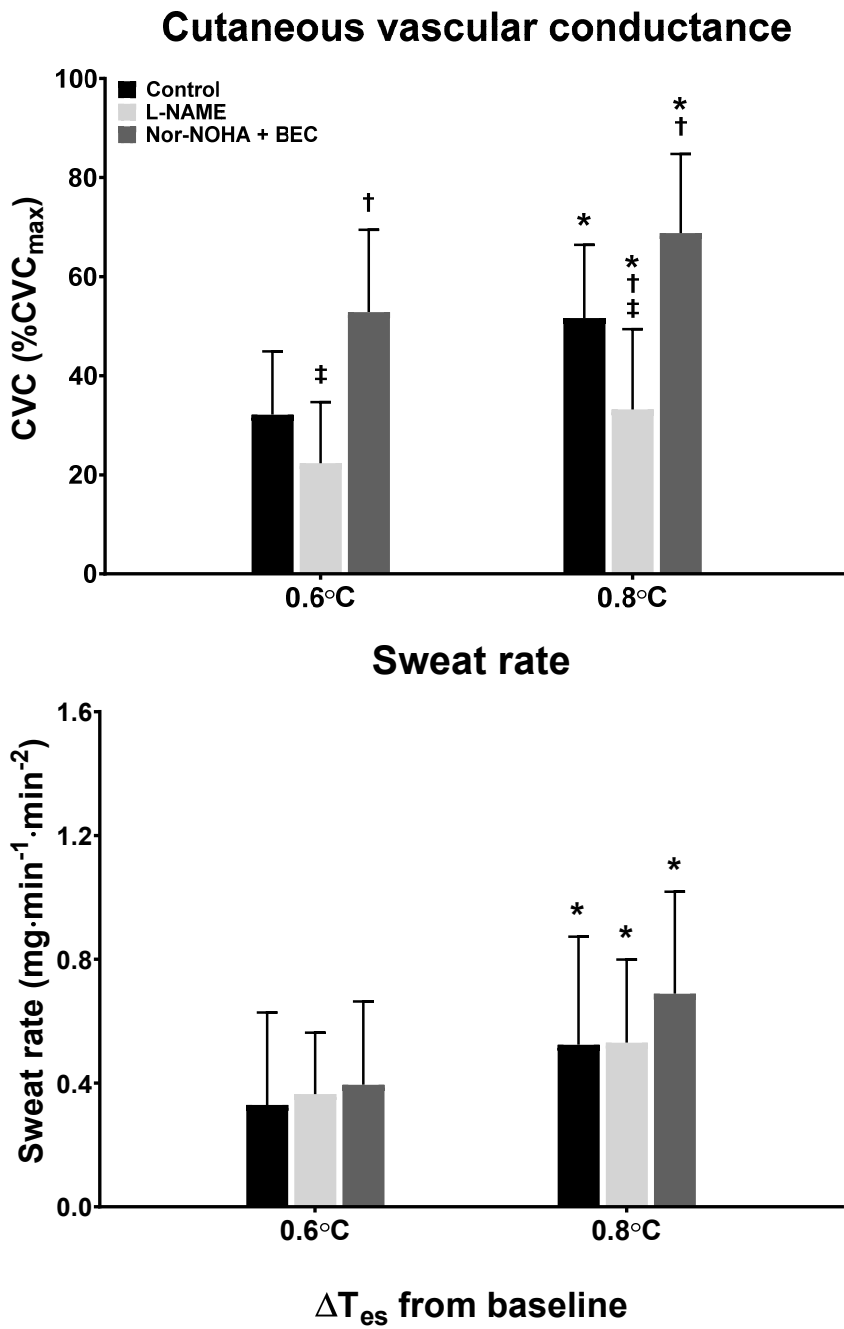 Cutaneous vascular conductance
100
80
60
40
20
0
CVC (%CVCmax)
Control
L-NAME
Nor-NOHA + BEC
‡
†
*
*
†
‡
*
†
0.6°C
0.8°C
Sweat rate
1.6
1.2
0.8
0.4
0.0
Sweat rate (mg·min-1·min-2)
*
*
*
0.6°C
0.8°C
ΔTes from baseline